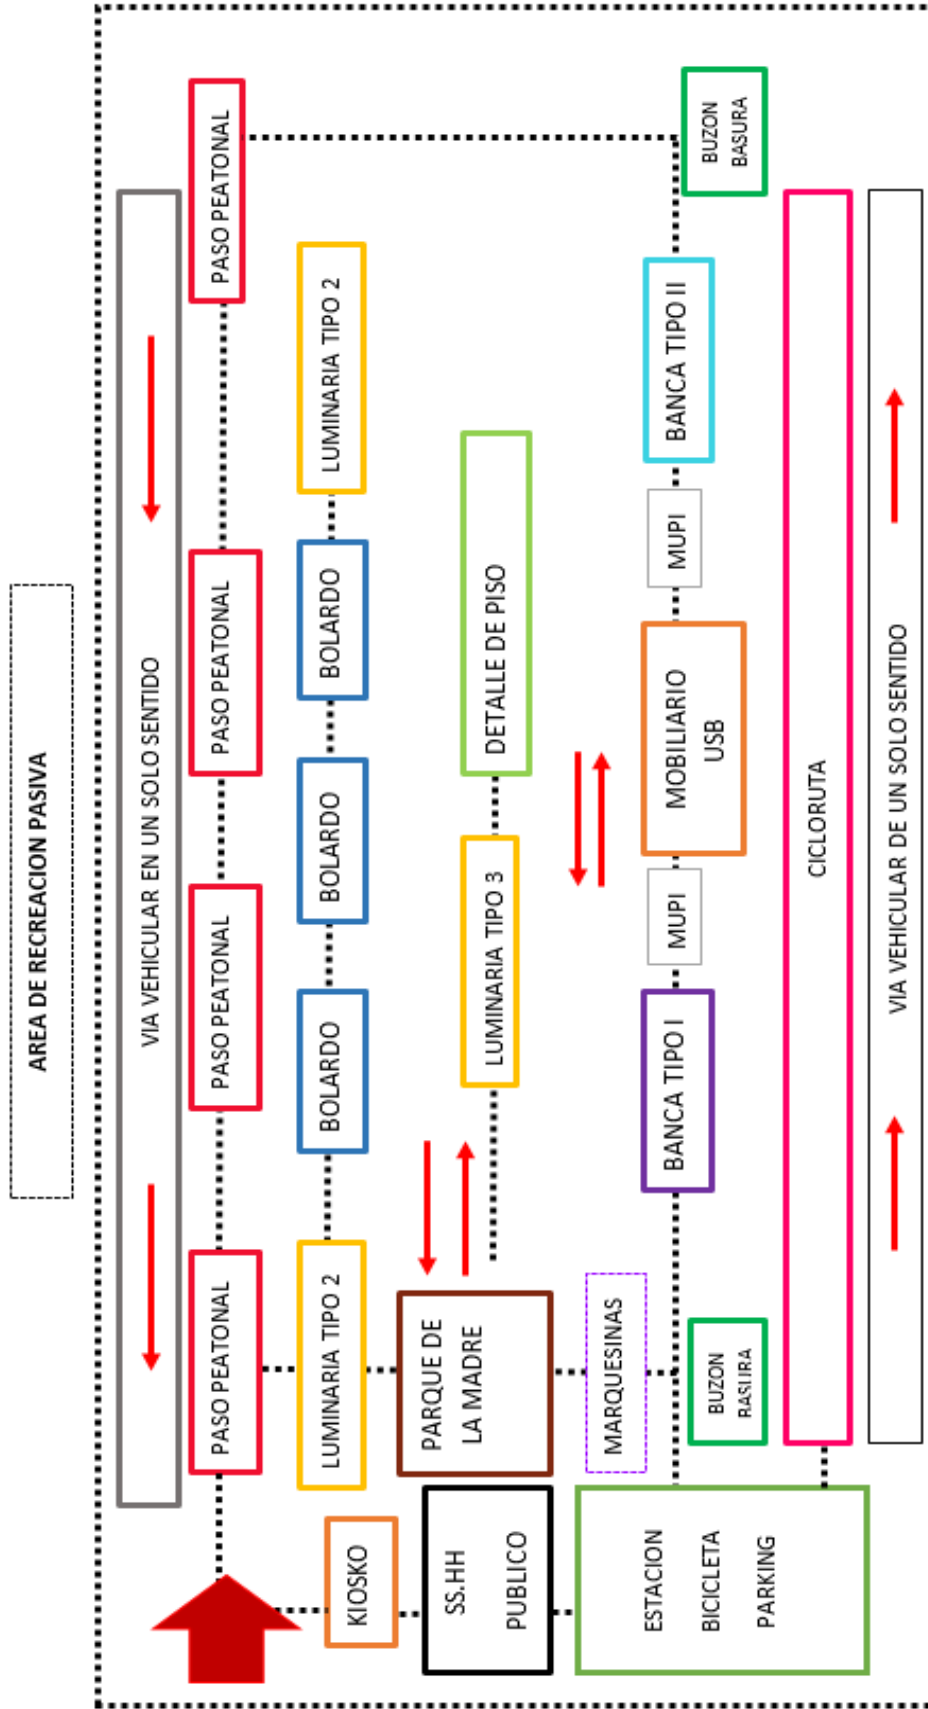 AREA DE RECREACION PASIVA
VIA VEHICULAR EN UN SOLO SENTIDO
PASO PEATONAL
PASO PEATONAL
PASO PEATONAL
PASO PEATONAL
KIOSKO
LUMINARIA TIPO 2
BOLARDO
BOLARDO
BOLARDO
LUMINARIA TIPO 2
SS.HH
PUBLICO
PARQUE DE
LA MADRE
LUMINARIA TIPO 3
DETALLE DE PISO
MARQUESINAS
ESTACION
BICICLETA
PARKING
BANCA TIPO I
MUPI
MOBILIARIO
USB
MUPI
BANCA TIPO II
BUZON
BASURA
BUZON
BASURA
CICLORUTA
VIA VEHICULAR DE UN SOLO SENTIDO